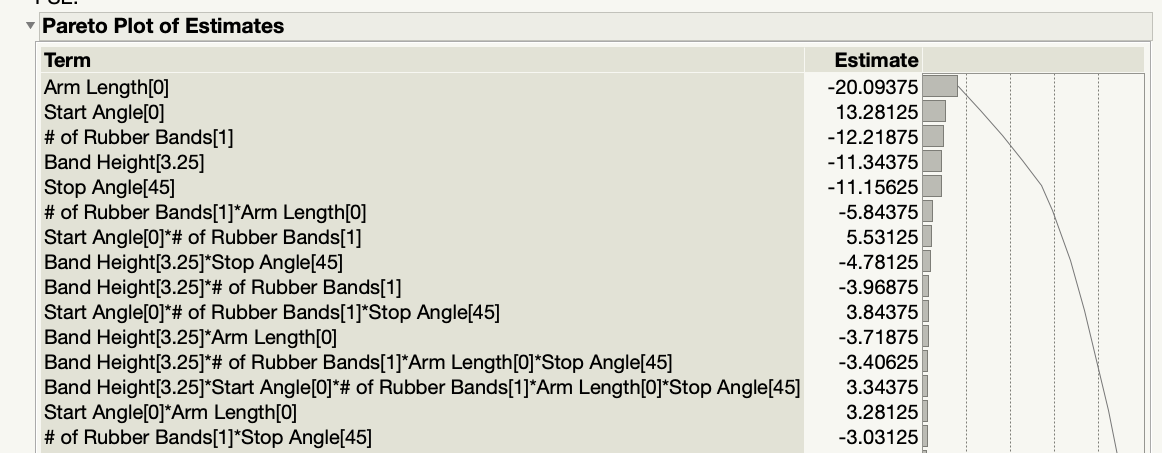 Pareto Plot of Estimates
Term Estimate
Arm Length[0] -20.09375
Start Angle[0] 13.28125
# of Rubber Bands[1] -12.21875
Band Height[3.25] -11.34375
Stop Angle[45] -11.15625
# of Rubber Bands[1]*Arm Length[0] -5.84375
Start Angle[0]*# of Rubber Bands[1] 5.53125
Band Height[3.25]*Stop Angle[45] -4.78125
Band Height[3.25]*# of Rubber Bands[1] -3.96875
Start Angle[0]*# of Rubber Bands[1]*Stop Angle[45] 3.84375
Band Height[3.25]*Arm Length[0] -3.71875
Band Height[3.25]*# of Rubber Bands[1]*Arm Length[0]*Stop Angle[45] -3.40625
Band Height[3.25]*Start Angle[0]*# of Rubber Bands[1]*Arm Length[0]*Stop Angle[45] 3.34375
Start Angle[0]*Arm Length[0] 3.28125
# of Rubber Bands[1]*Stop Angle[45] -3.03125